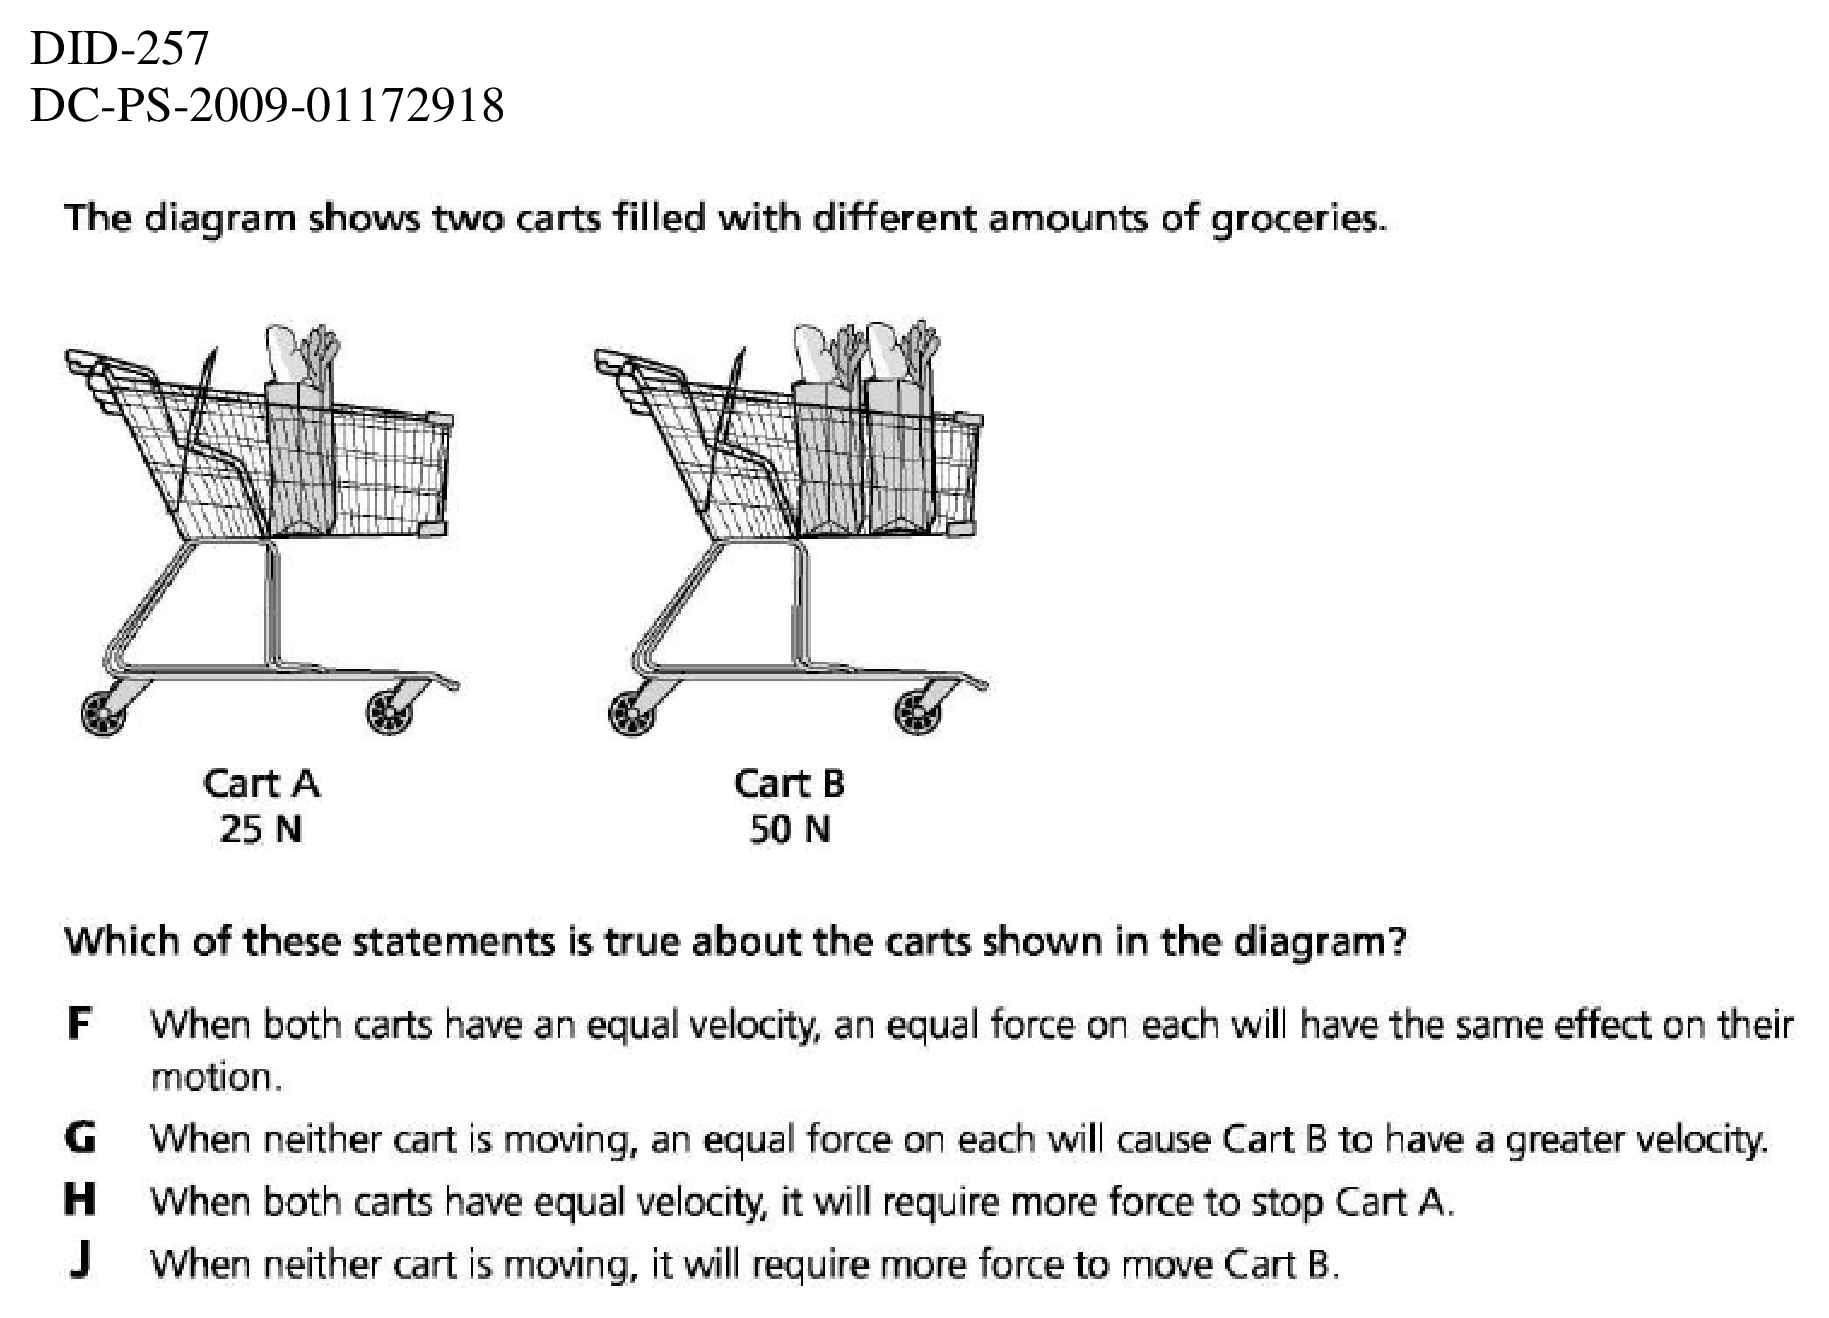 DID-257
DC-PS-2009-01172918
The diagram shows two carts filled with different amounts of groceries.
Cart A
25 N
Cart B
50 N
Which of these statements is true about the carts shown in the diagram?
F When both carts have an equal velocity, an equal force on each will have the same effect on their
motion.
G When neither cart is moving, an equal force on each will cause Cart B to have a greater velocity.
H When both carts have equal velocity, it will require more force to stop Cart A.
J When neither cart is moving, it will require more force to move Cart B.